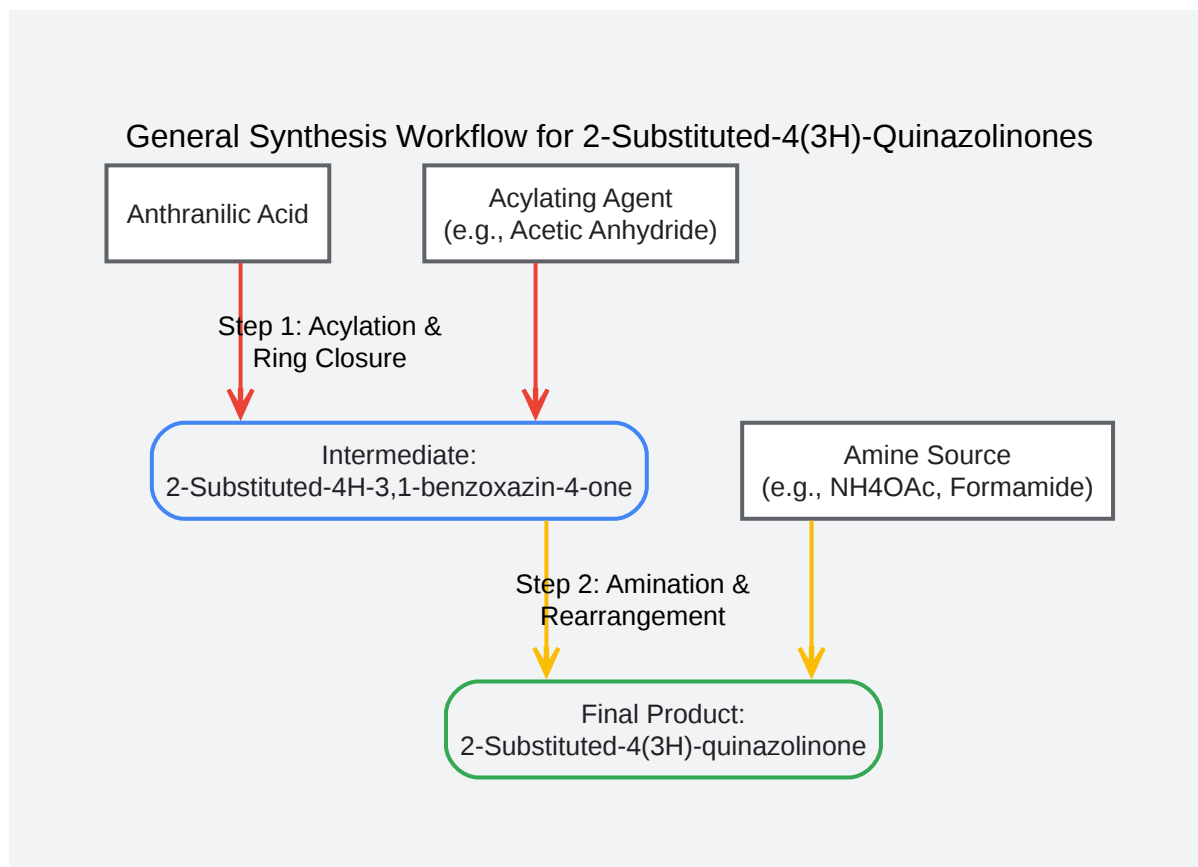 General Synthesis Workflow for 2-Substituted-4(3H)-Quinazolinones
Anthranilic Acid
Acylating Agent
(e.g., Acetic Anhydride)
Step 1: Acylation &
Ring Closure
Intermediate:
2-Substituted-4H-3,1-benzoxazin-4-one
Amine Source
(e.g., NH4OAc, Formamide)
Step 2: Amination &
Rearrangement
Final Product:
2-Substituted-4(3H)-quinazolinone